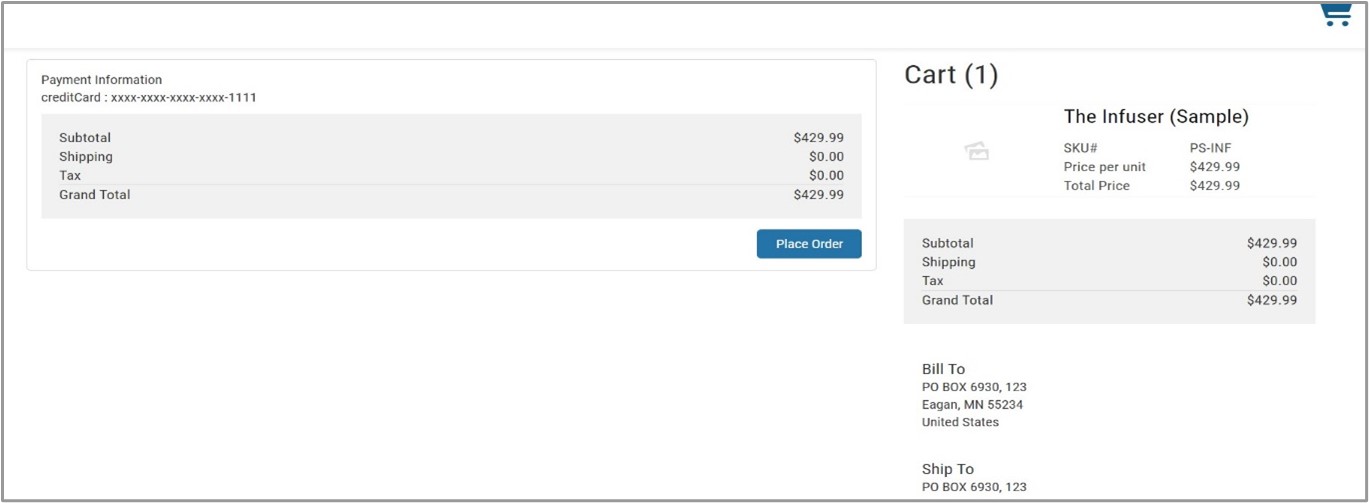 Payment Information
creditCard : xxxx-xxxx-xxxx-xxxx-1111
Subtotal $429.99
Shipping $0.00
Tax $0.00
Grand Total $429.99
Place Order
Cart (1)
The Infuser (Sample)
SKU# PS-INF
Price per unit $429.99
Total Price $429.99
Subtotal $429.99
Shipping $0.00
Tax $0.00
Grand Total $429.99
Bill To
PO BOX 6930, 123
Eagan, MN 55234
United States
Ship To
PO BOX 6930, 123